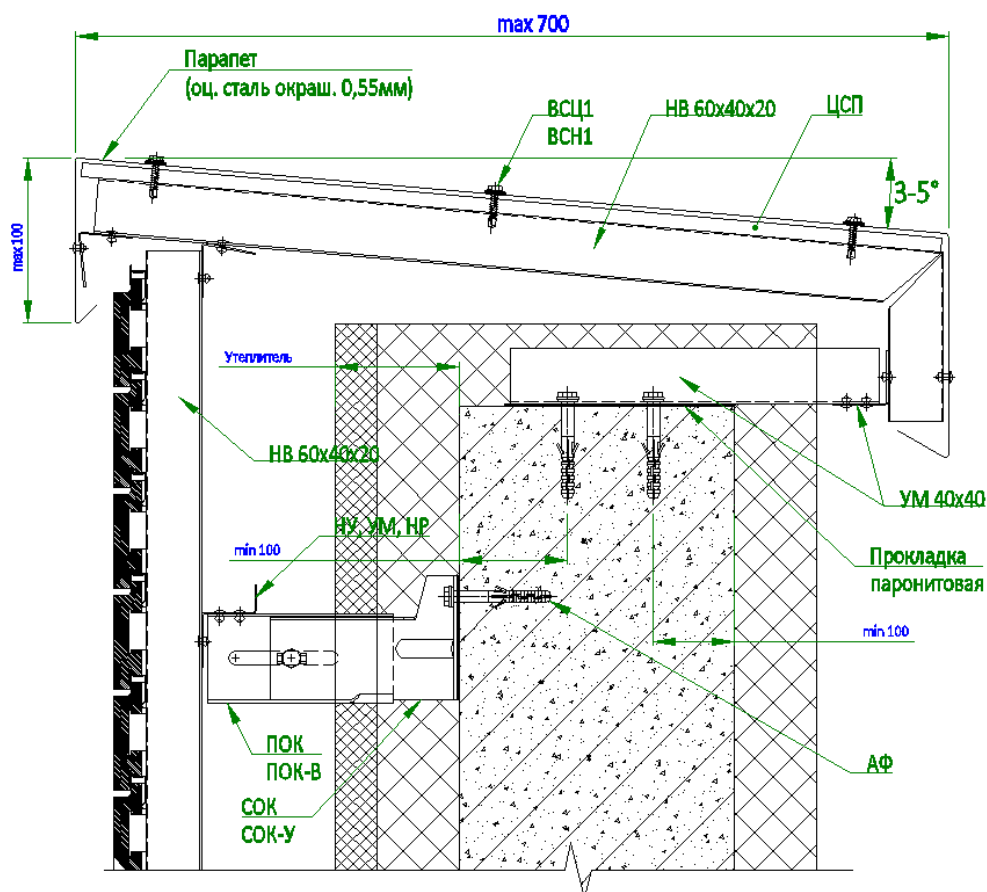 max 700
Парапет
(оц. сталь окраш. 0,55мм)
ВСЦ1
ВСН1
НВ 60х40х20
ЦСП
3-5°
max100
Утеплитель
НВ 60х40х20
УМ 40х40
НУ, УМ, НР
min 100
Прокладка
паронитовая
min 100
ПОК
ПОК-В
АФ
СОК
СОК-У